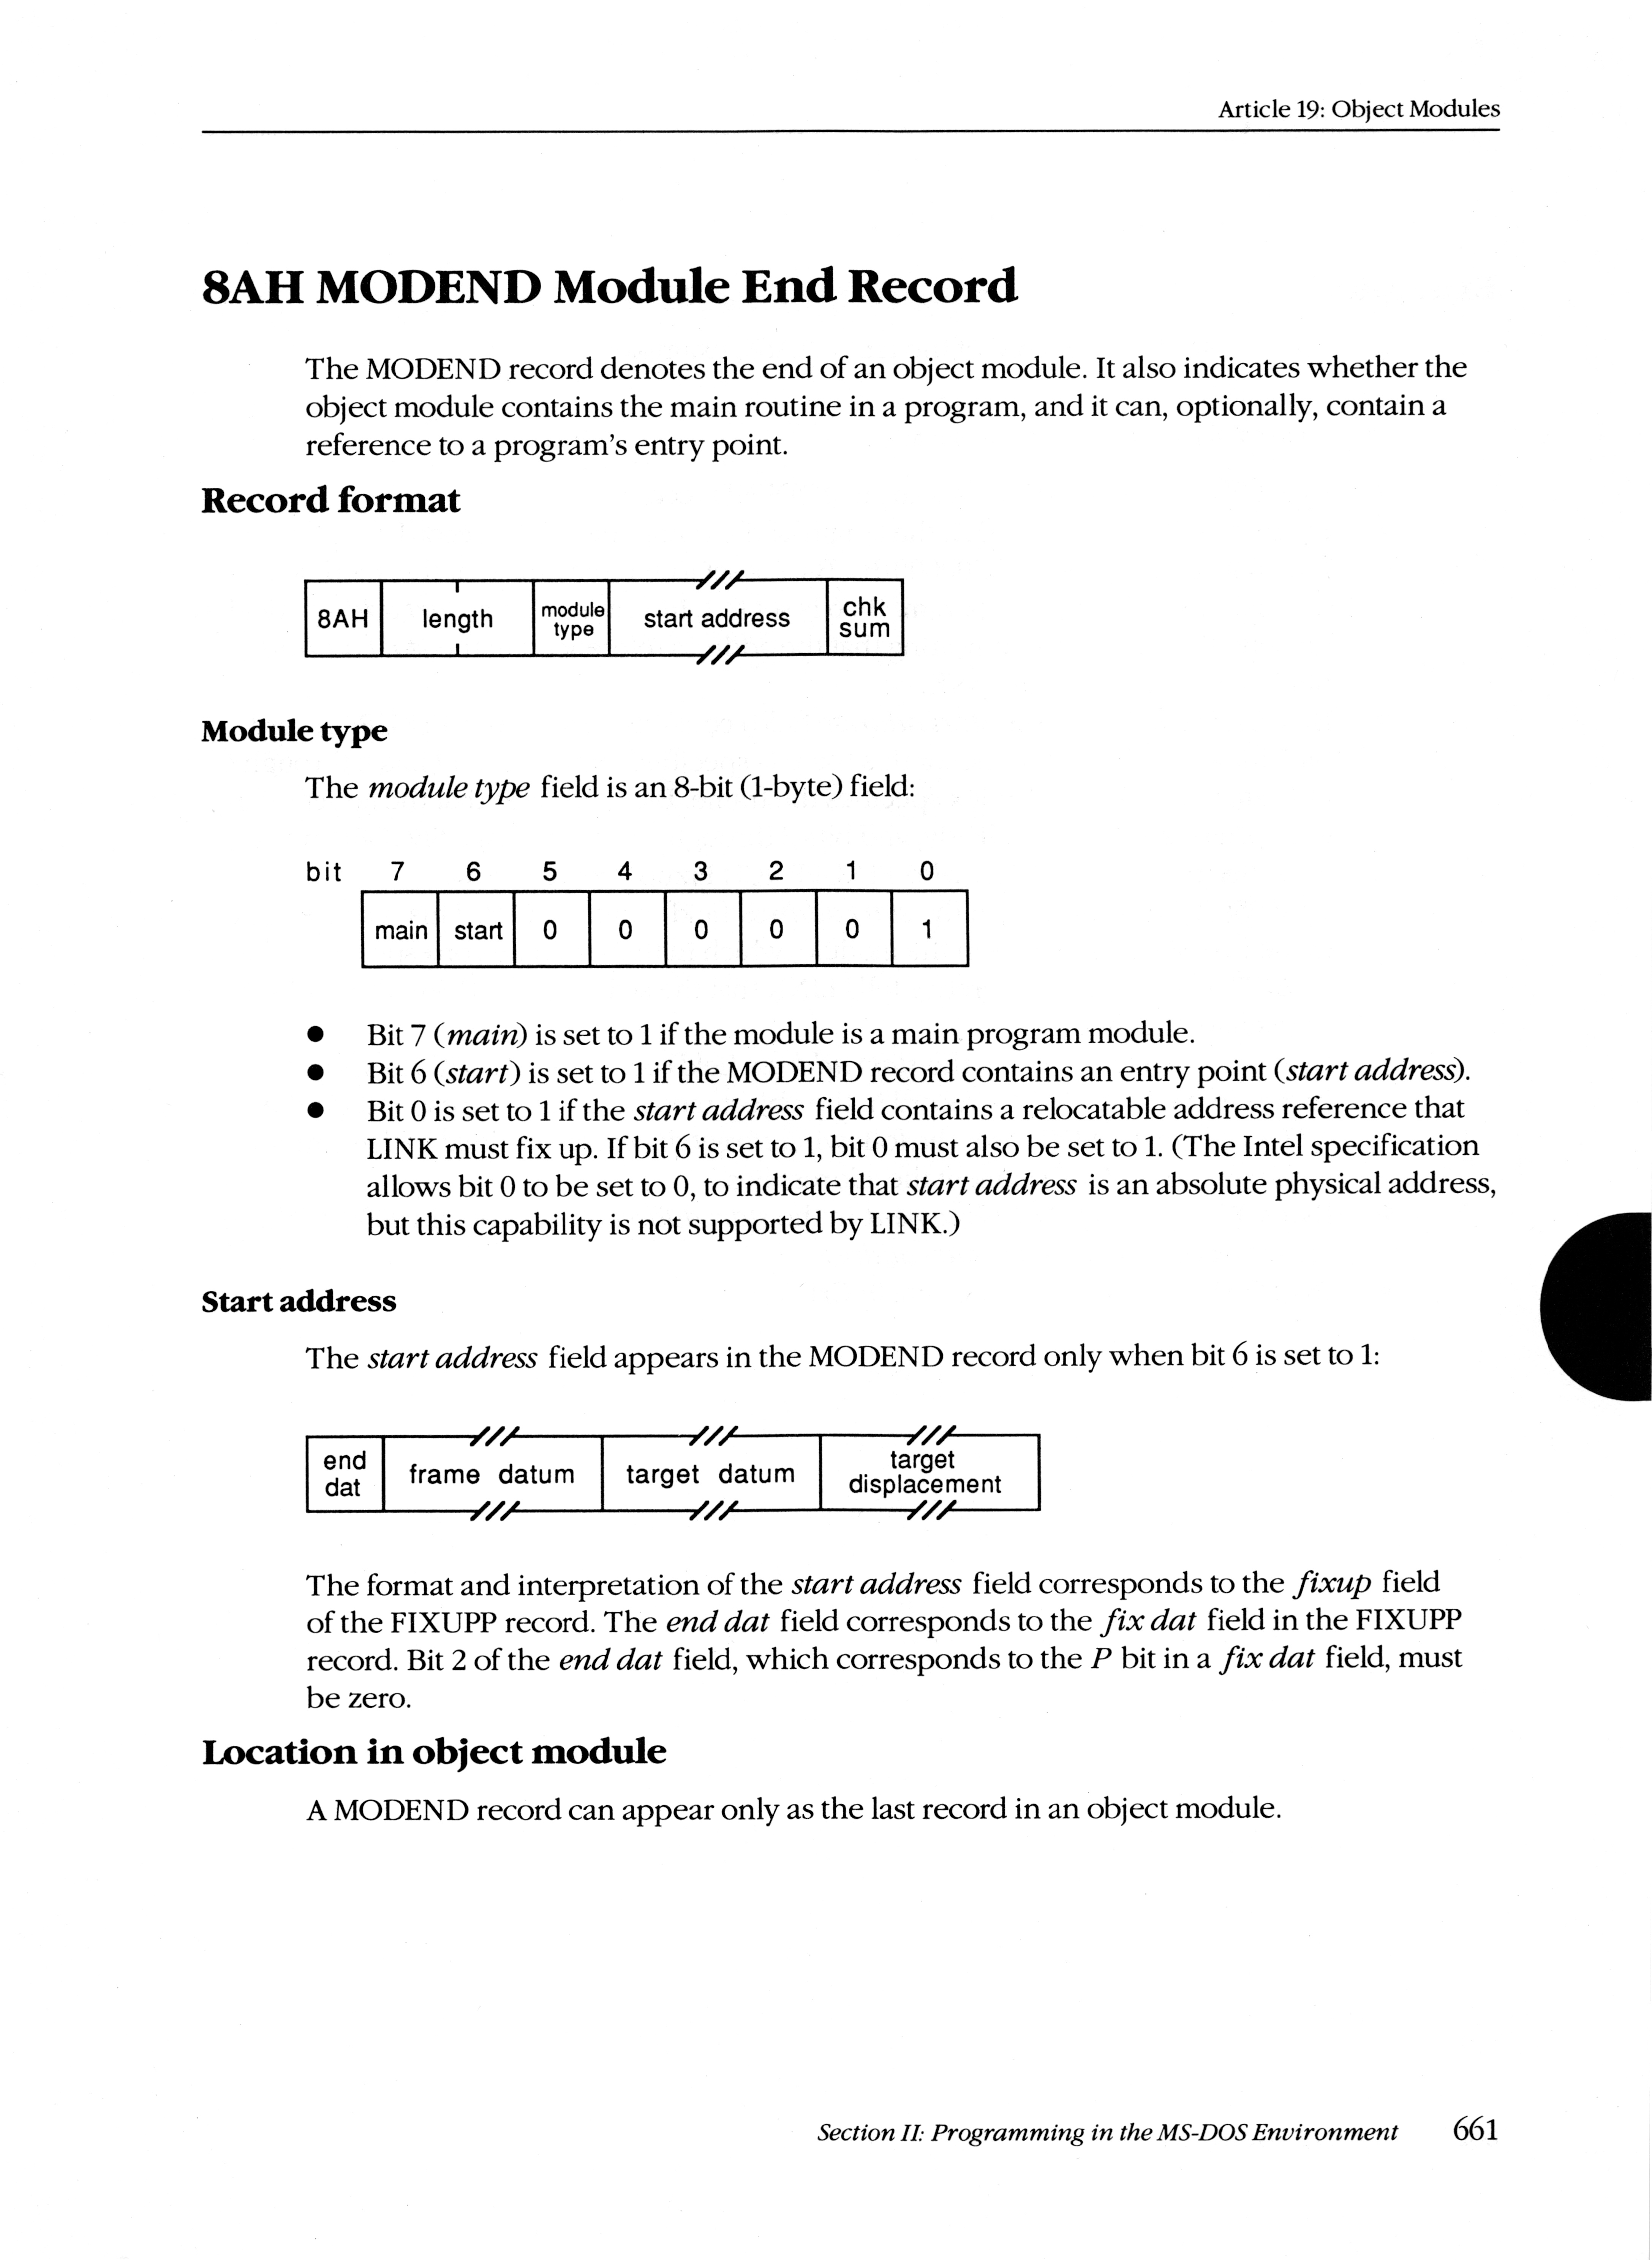 Article 19: Object Modules
8AH MODEND Module End Record
The MODEND record denotes the end of an object module. It also indicates whether the
object module contains the main routine in a program, and it can, optionally, contain a
reference to a program's entry point.
Record format
8AH length module type start address chk sum
Module type
The module type field is an 8-bit (1-byte) field:
bit 7 6 5 4 3 2 1 0
main start 0 0 0 0 0 1
● Bit 7 (main) is set to 1 if the module is a main program module.
● Bit 6 (start) is set to 1 if the MODEND record contains an entry point (start address).
● Bit 0 is set to 1 if the start address field contains a relocatable address reference that
LINK must fix up. If bit 6 is set to 1, bit 0 must also be set to 1. (The Intel specification
allows bit 0 to be set to 0, to indicate that start address is an absolute physical address,
but this capability is not supported by LINK.)
Start address
The start address field appears in the MODEND record only when bit 6 is set to 1:
end dat frame datum target datum target displacement
The format and interpretation of the start address field corresponds to the fixup field
of the FIXUPP record. The end dat field corresponds to the fix dat field in the FIXUPP
record. Bit 2 of the end dat field, which corresponds to the P bit in a fix dat field, must
be zero.
Location in object module
A MODEND record can appear only as the last record in an object module.
Section II: Programming in the MS-DOS Environment 661